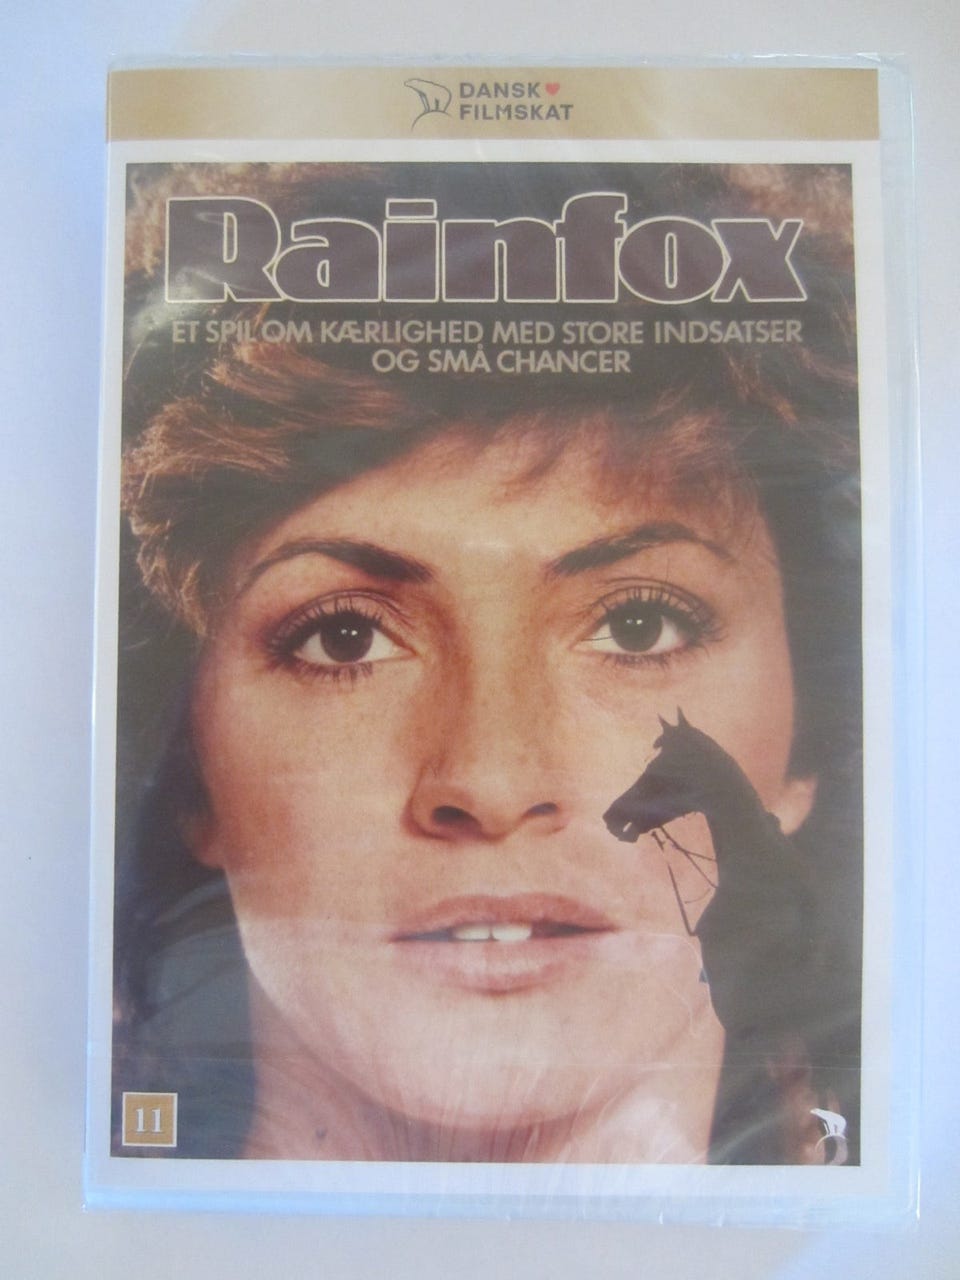 DANSK
FILMSKAT
Rainfox
ET SPIL OM KÆRLIGHED MED STORE INDSATSER
OG SMÅ CHANCER
11